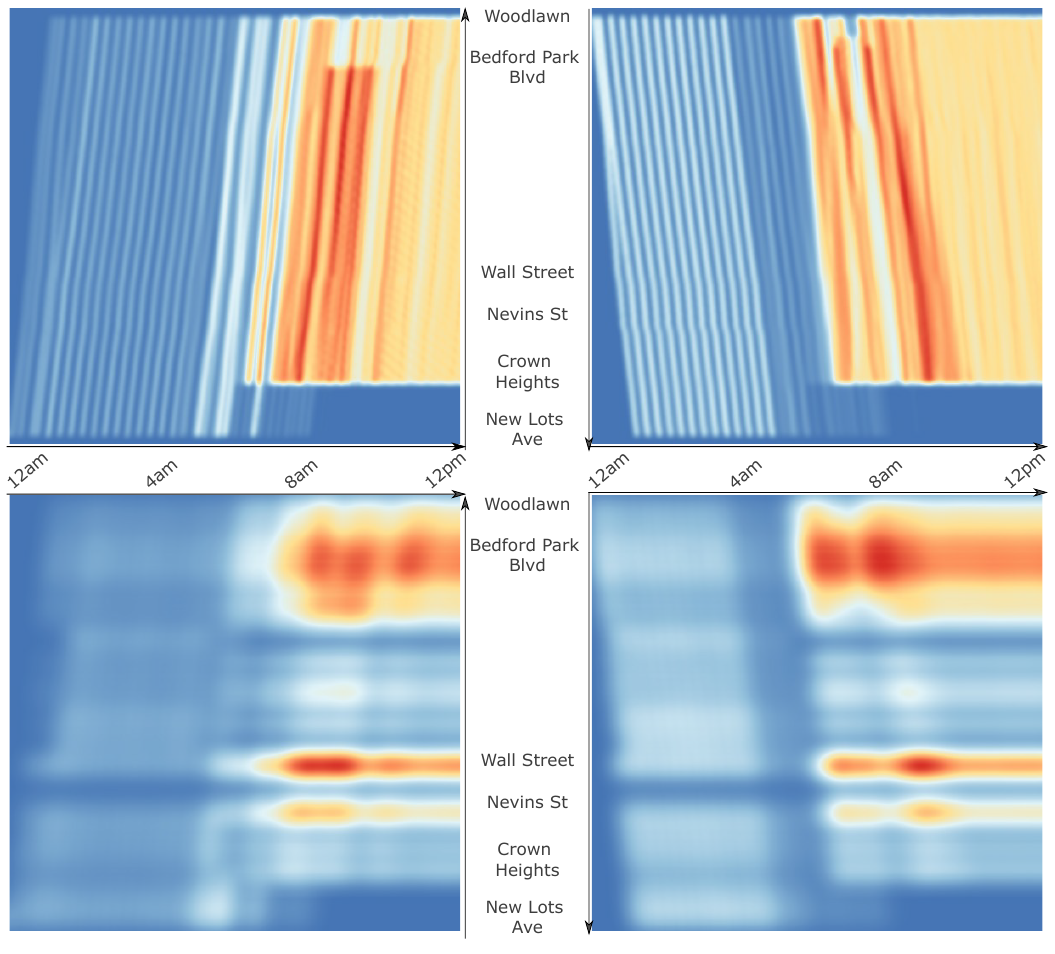 Woodlawn
Bedford Park
Blvd
Wall Street
Nevins St
Crown
Heights
New Lots
Ave
12am
4am
8am
12pm
12am
4am
8am
12pm
Woodlawn
Bedford Park
Blvd
Wall Street
Nevins St
Crown
Heights
New Lots
Ave